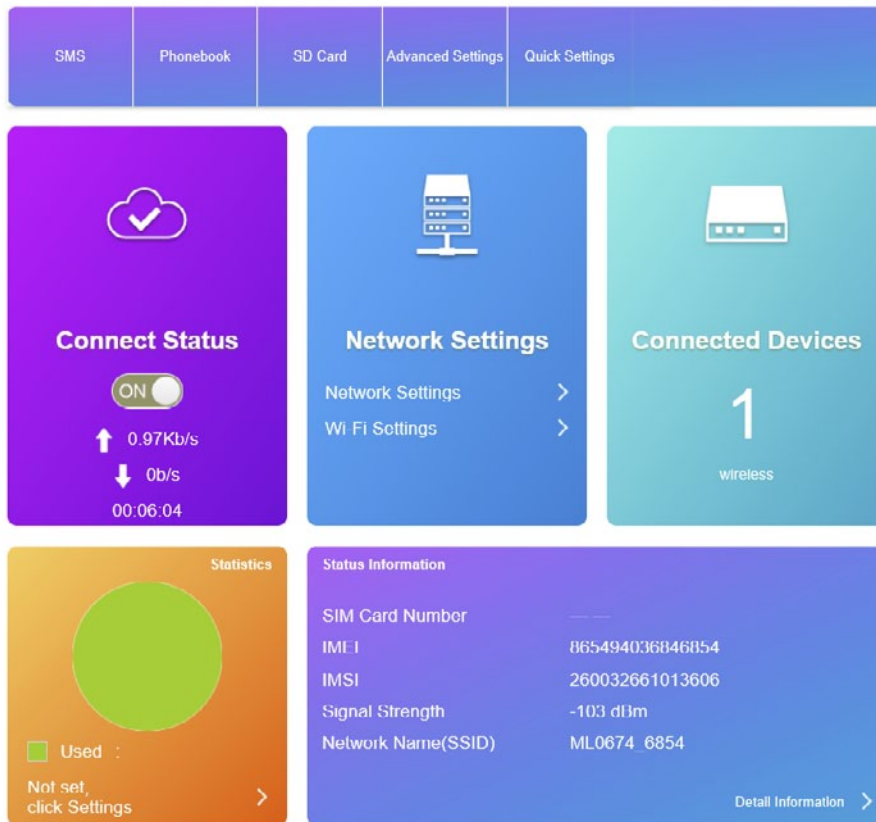 SMS
Phonebook
SD Card
Advanced Settings
Quick Settings
Connect Status
ON
0.97Kb/s
0b/s
00:06:04
Network Settings
Network Settings
Wi-Fi Settings
Connected Devices
1
wireless
Statistics
Used :
Not set,
click Settings
Status Information
SIM Card Number — —
IMEI 865494036846854
IMSI 260032661013606
Signal Strength -103 dBm
Network Name(SSID) ML0674_6854
Detail Information